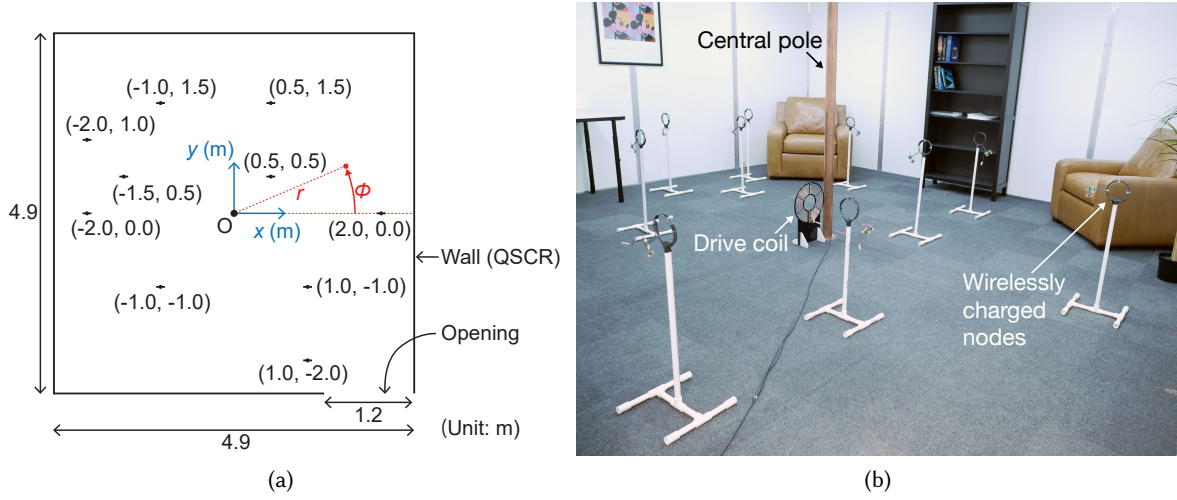 4.9
(-1.0, 1.5)
(0.5, 1.5)
(-2.0, 1.0)
y (m)
(0.5, 0.5)
(-1.5, 0.5)
r
ϕ
(-2.0, 0.0)
O
x (m)
(2.0, 0.0)
Wall (QSCR)
(-1.0, -1.0)
(1.0, -1.0)
Opening
(1.0, -2.0)
1.2
4.9
(Unit: m)
(a)
Central pole
Drive coil
Wirelessly
charged
nodes
(b)